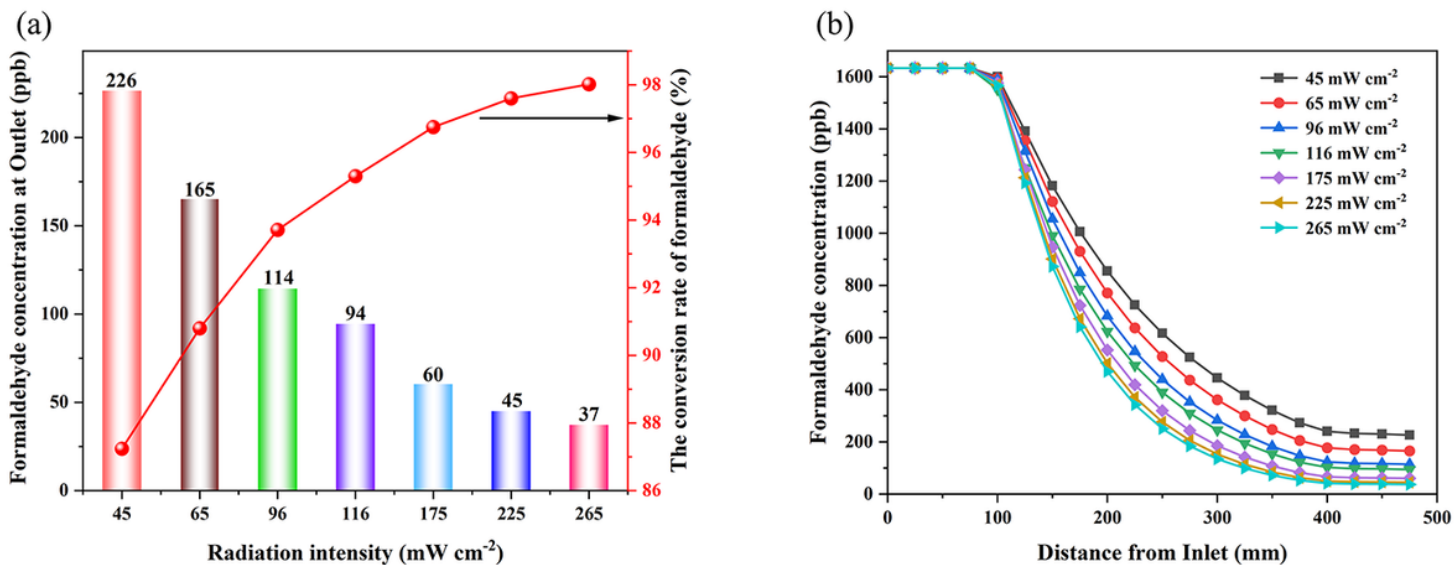 (a)
Formaldehyde concentration at Outlet (ppb)
200
150
100
50
0
226
165
114
94
60
45
37
98
96
94
92
90
88
86
The conversion rate of formaldehyde (%)
45 65 96 116 175 225 265
Radiation intensity (mW cm⁻²)
(b)
Formaldehyde concentration (ppb)
1600
1400
1200
1000
800
600
400
200
0
45 mW cm⁻²
65 mW cm⁻²
96 mW cm⁻²
116 mW cm⁻²
175 mW cm⁻²
225 mW cm⁻²
265 mW cm⁻²
0 100 200 300 400 500
Distance from Inlet (mm)